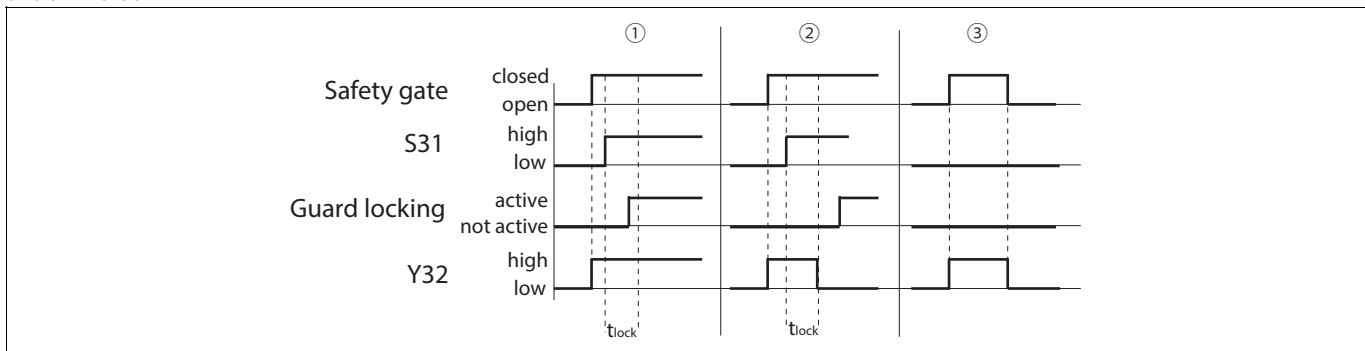 ① ② ③
Safety gate closed
open
S31 high
low
Guard locking active
not active
Y32 high
low
tlock tlock